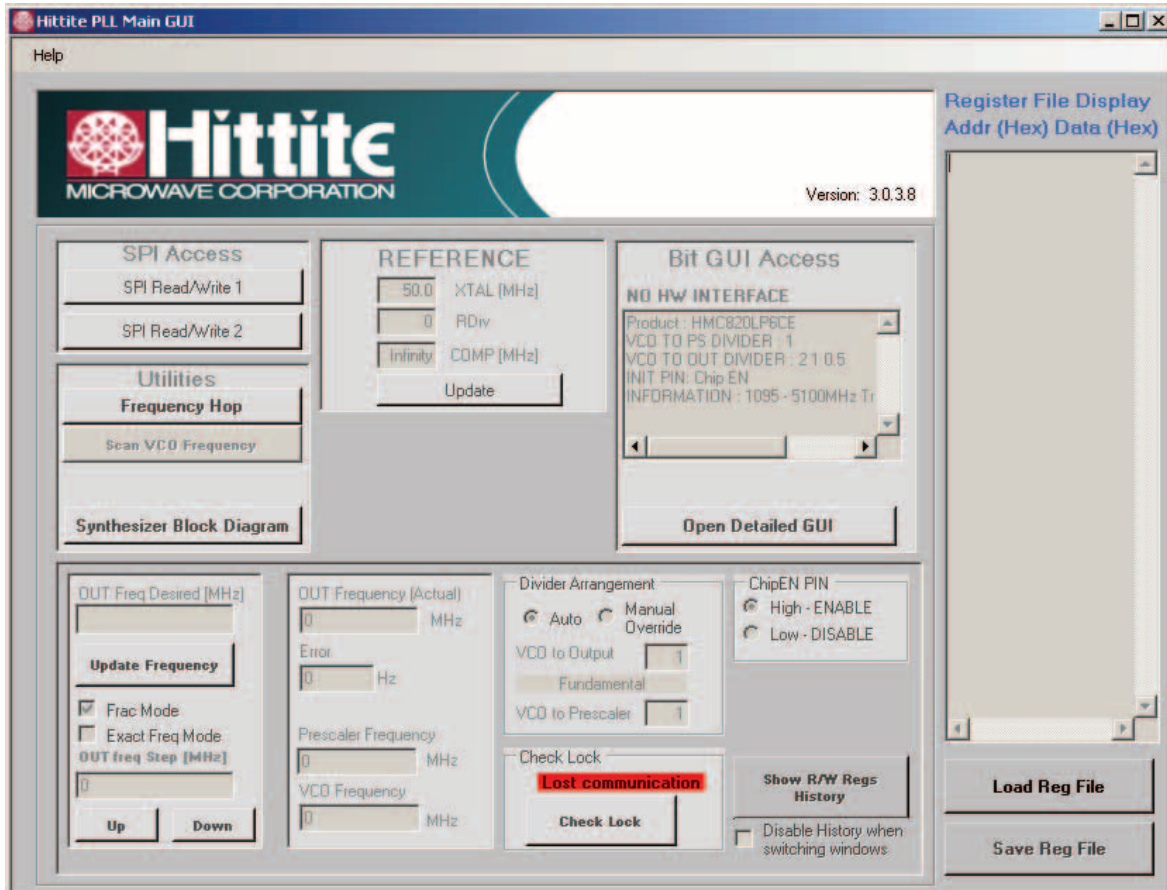 Hittite PLL Main GUI
Help
Hittite
MICROWAVE CORPORATION
Version: 3.0.3.8
Register File Display
Addr (Hex) Data (Hex)
SPI Access
SPI Read/Write 1
SPI Read/Write 2
Utilities
Frequency Hop
Scan VCO Frequency
Synthesizer Block Diagram
REFERENCE
50.0 XTAL (MHz)
0 RDiv
Infinity COMP [MHz]
Update
Bit GUI Access
NO HW INTERFACE
Product : HMC820LP6CE
VCO TO PS DIVIDER : 1
VCO TO OUT DIVIDER : 2 1 0.5
INIT PIN: Chip EN
INFORMATION : 1095 - 5100MHz Tr
Open Detailed GUI
OUT Freq Desired [MHz]
Update Frequency
Frac Mode
Exact Freq Mode
OUT freq Step [MHz]
0
Up Down
OUT Frequency (Actual)
0 MHz
Error
0 Hz
Prescaler Frequency
0 MHz
VCO Frequency
0 MHz
Divider Arrangement
Auto Manual Override
VCO to Output 1
Fundamental
VCO to Prescaler 1
Check Lock
Lost communication
Check Lock
ChipEN PIN
High - ENABLE
Low - DISABLE
Show R/W Regs
History
Disable History when
switching windows
Load Reg File
Save Reg File